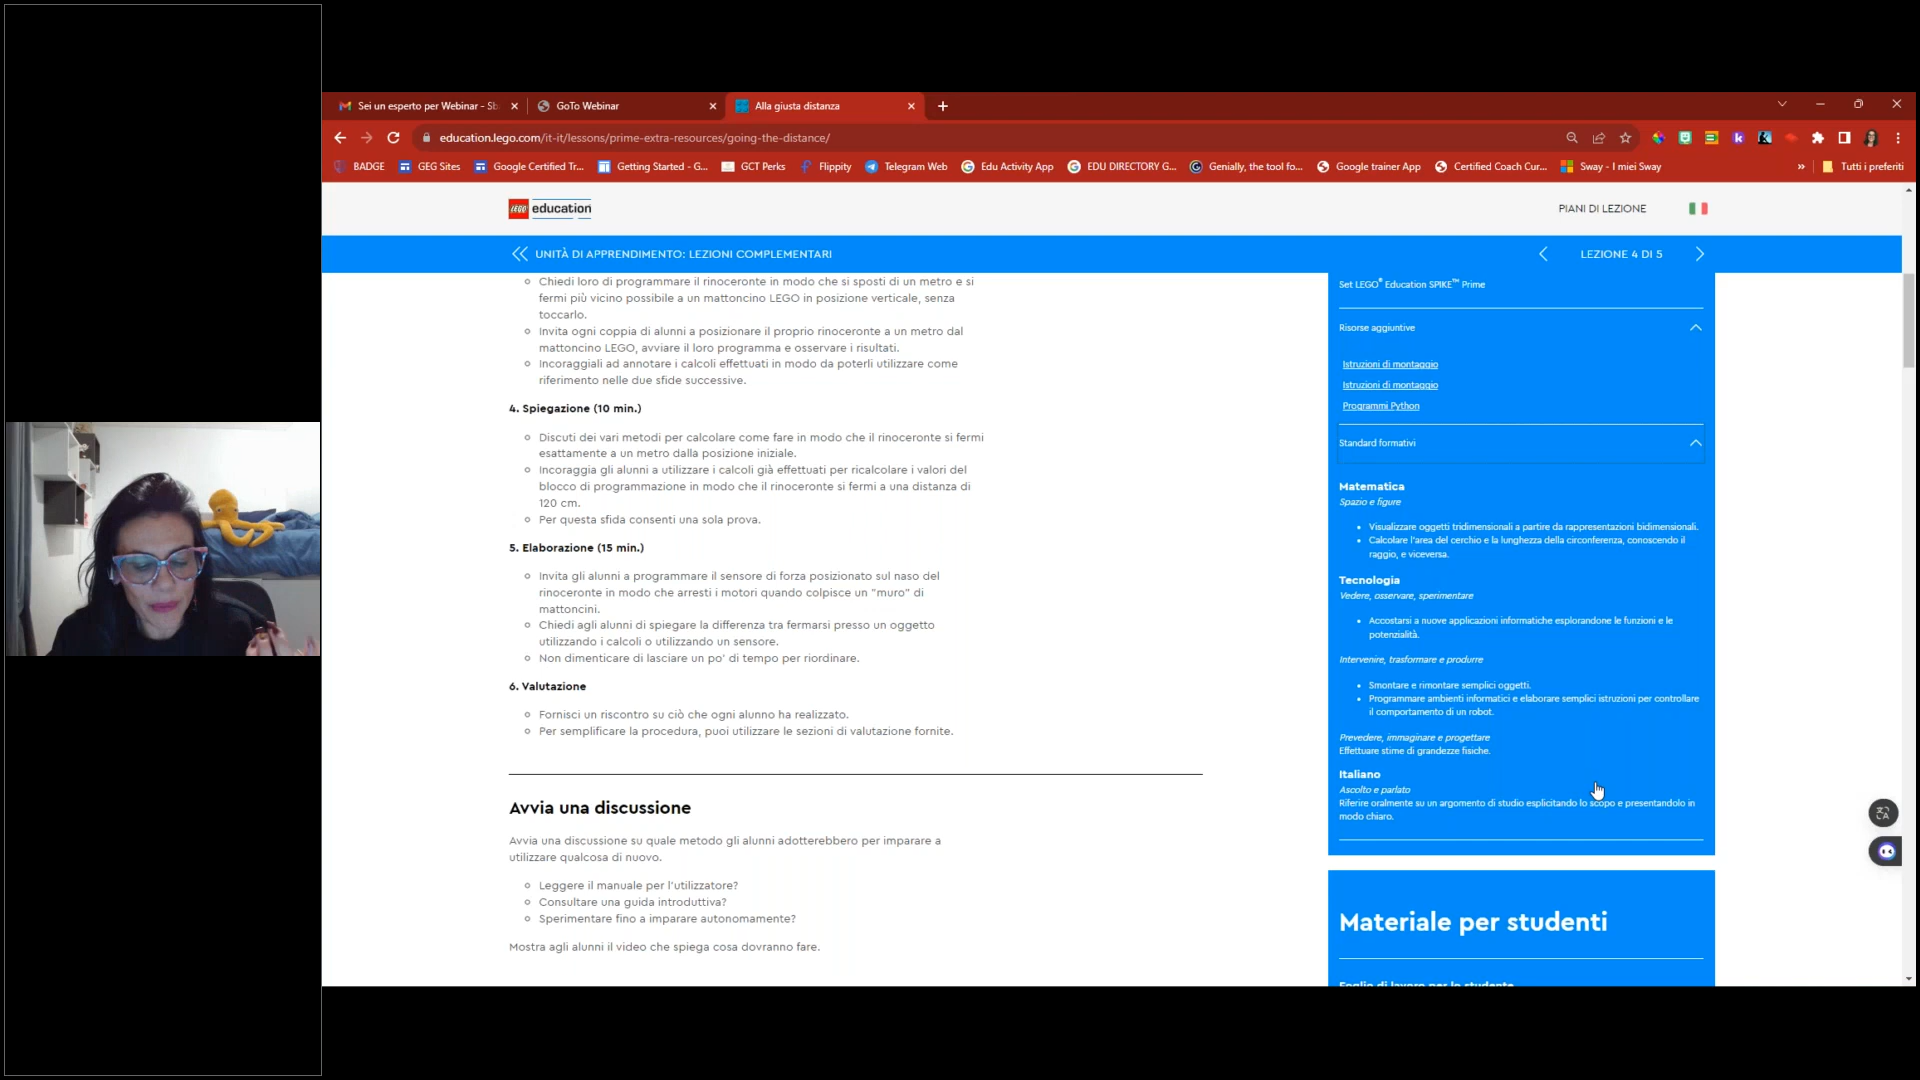 Sei un esperto per Webinar - Sb
GoTo Webinar
Alla giusta distanza
education.lego.com/it-it/lessons/prime-extra-resources/going-the-distance/
BADGE
GEG Sites
Google Certified Tr...
Getting Started - G...
GCT Perks
Flippity
Telegram Web
Edu Activity App
EDU DIRECTORY G...
Genially, the tool fo...
Google trainer App
Certified Coach Cur...
Sway - I miei Sway
»
Tutti i preferiti
LEGO education
PIANI DI LEZIONE
UNITÀ DI APPRENDIMENTO: LEZIONI COMPLEMENTARI
LEZIONE 4 DI 5
Chiedi loro di programmare il rinoceronte in modo che si sposti di un metro e si
fermi più vicino possibile a un mattoncino LEGO in posizione verticale, senza
toccarlo.
Invita ogni coppia di alunni a posizionare il proprio rinoceronte a un metro dal
mattoncino LEGO, avviare il loro programma e osservare i risultati.
Incoraggiali ad annotare i calcoli effettuati in modo da poterli utilizzare come
riferimento nelle due sfide successive.
4. Spiegazione (10 min.)
Discuti dei vari metodi per calcolare come fare in modo che il rinoceronte si fermi
esattamente a un metro dalla posizione iniziale.
Incoraggia gli alunni a utilizzare i calcoli già effettuati per ricalcolare i valori del
blocco di programmazione in modo che il rinoceronte si fermi a una distanza di
120 cm.
Per questa sfida consenti una sola prova.
5. Elaborazione (15 min.)
Invita gli alunni a programmare il sensore di forza posizionato sul naso del
rinoceronte in modo che arresti i motori quando colpisce un "muro" di
mattoncini.
Chiedi agli alunni di spiegare la differenza tra fermarsi presso un oggetto
utilizzando i calcoli o utilizzando un sensore.
Non dimenticare di lasciare un po' di tempo per riordinare.
6. Valutazione
Fornisci un riscontro su ciò che ogni alunno ha realizzato.
Per semplificare la procedura, puoi utilizzare le sezioni di valutazione fornite.
Avvia una discussione
Avvia una discussione su quale metodo gli alunni adotterebbero per imparare a
utilizzare qualcosa di nuovo.
Leggere il manuale per l'utilizzatore?
Consultare una guida introduttiva?
Sperimentare fino a imparare autonomamente?
Mostra agli alunni il video che spiega cosa dovranno fare.
Set LEGO® Education SPIKE™ Prime
Risorse aggiuntive
Istruzioni di montaggio
Istruzioni di montaggio
Programmi Python
Standard formativi
Matematica
Spazio e figure
Visualizzare oggetti tridimensionali a partire da rappresentazioni bidimensionali.
Calcolare l'area del cerchio e la lunghezza della circonferenza, conoscendo il
raggio, e viceversa.
Tecnologia
Vedere, osservare, sperimentare
Accostarsi a nuove applicazioni informatiche esplorandone le funzioni e le
potenzialità.
Intervenire, trasformare e produrre
Smontare e rimontare semplici oggetti.
Programmare ambienti informatici e elaborare semplici istruzioni per controllare
il comportamento di un robot.
Prevedere, immaginare e progettare
Effettuare stime di grandezze fisiche.
Italiano
Ascolto e parlato
Riferire oralmente su un argomento di studio esplicitando lo scopo e presentandolo in
modo chiaro.
Materiale per studenti
Foglio di lavoro per lo studente